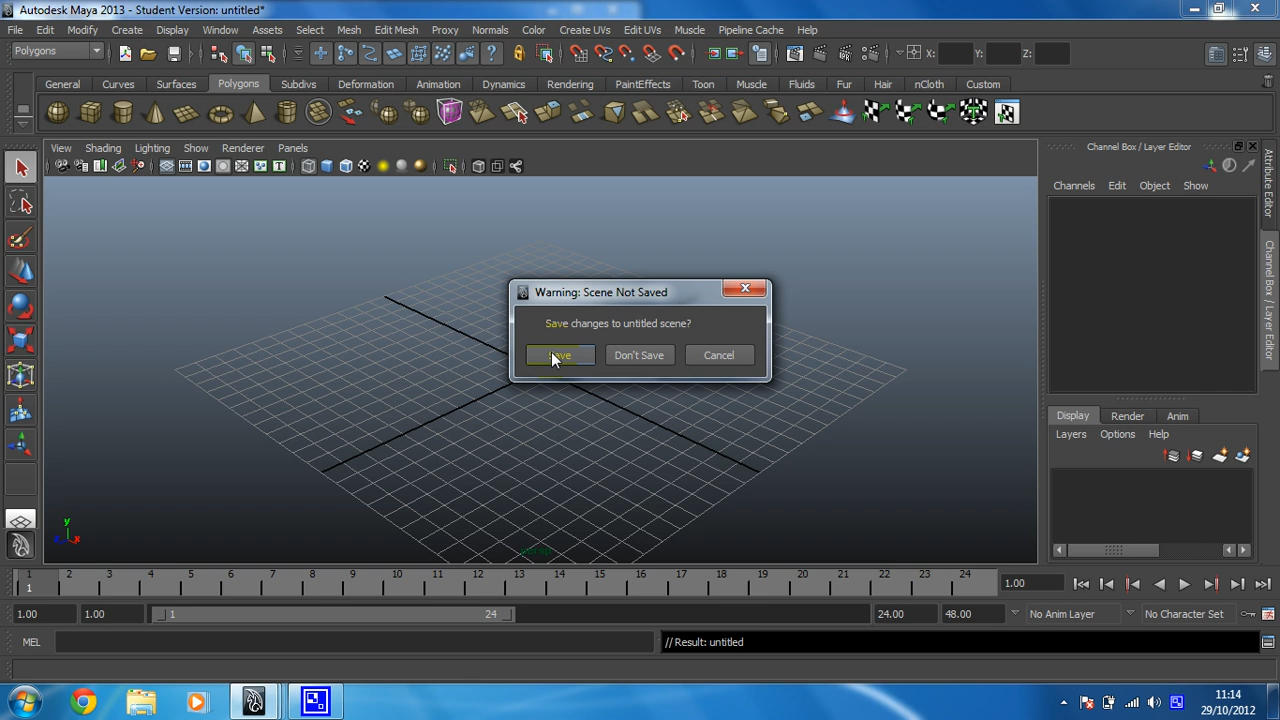 Autodesk Maya 2013 - Student Version: untitled*
File Edit Modify Create Display Window Assets Select Mesh Edit Mesh Proxy Normals Color Create UVs Edit UVs Muscle Pipeline Cache Help
Polygons X: Y: Z:
General Curves Surfaces Polygons Subdivs Deformation Animation Dynamics Rendering PaintEffects Toon Muscle Fluids Fur Hair nCloth Custom
View Shading Lighting Show Renderer Panels
Channel Box / Layer Editor
Channels Edit Object Show
Attribute Editor
Channel Box / Layer Editor
Warning: Scene Not Saved
Save changes to untitled scene?
Save Don't Save Cancel
Display Render Anim
Layers Options Help
y
x
persp
1 2 3 4 5 6 7 8 9 10 11 12 13 14 15 16 17 18 19 20 21 22 23 24
1 1.00
1.00 1.00 1 24 24.00 48.00 No Anim Layer No Character Set
MEL // Result: untitled
11:14
29/10/2012